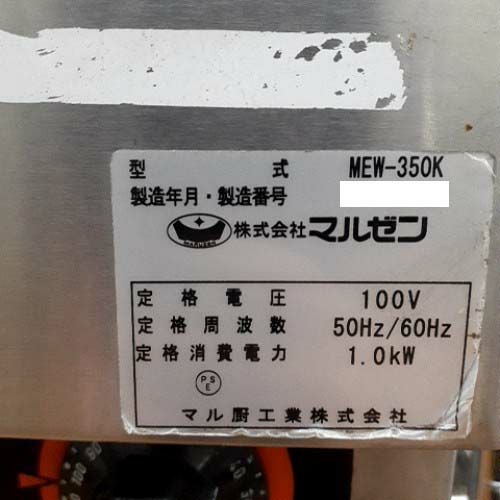 型 式 MEW-350K
製造年月・製造番号
株式会社マルゼン
定格電圧 100V
定格周波数 50Hz/60Hz
定格消費電力 1.0kW
PSE
マル厨工業株式会社